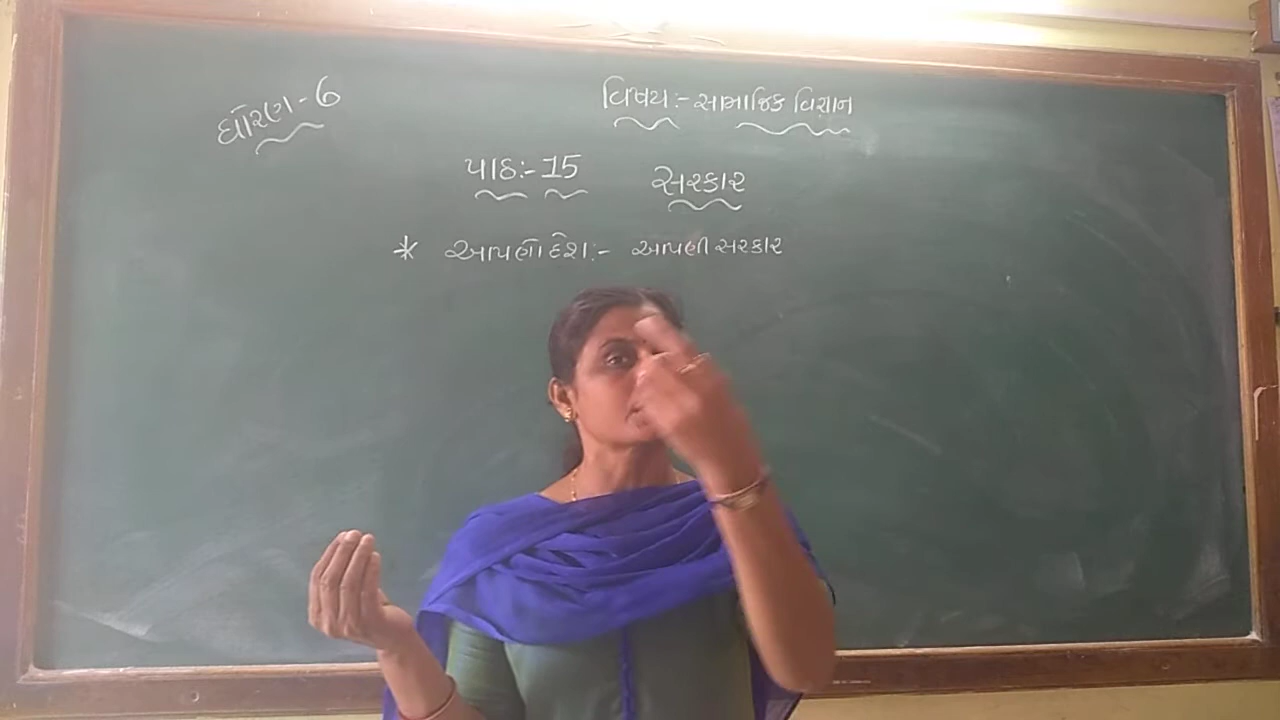 ધોરણ-6
વિષય:- સામાજિક વિજ્ઞાન
પાઠ:- 15 સરકાર
* આપણો દેશ:- આપણી સરકાર